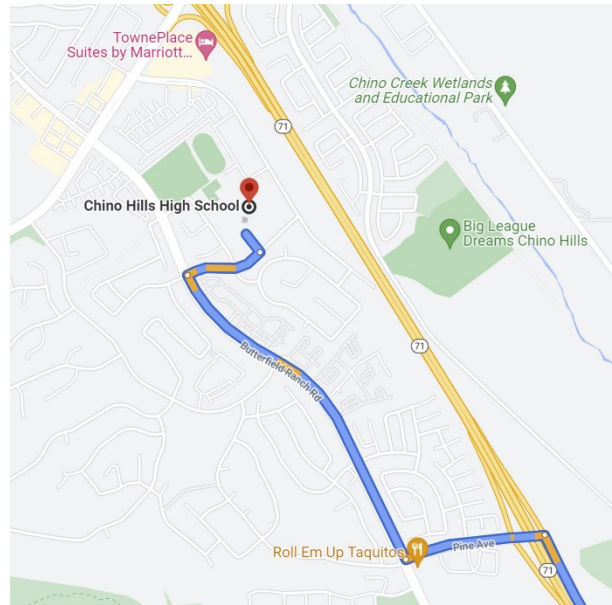 TownePlace
Suites by Marriott...
71
Chino Creek Wetlands
and Educational Park
Chino Hills High School
Big League
Dreams Chino Hills
71
Butterfield Ranch Rd
Roll Em Up Taquitos
Pine Ave
71